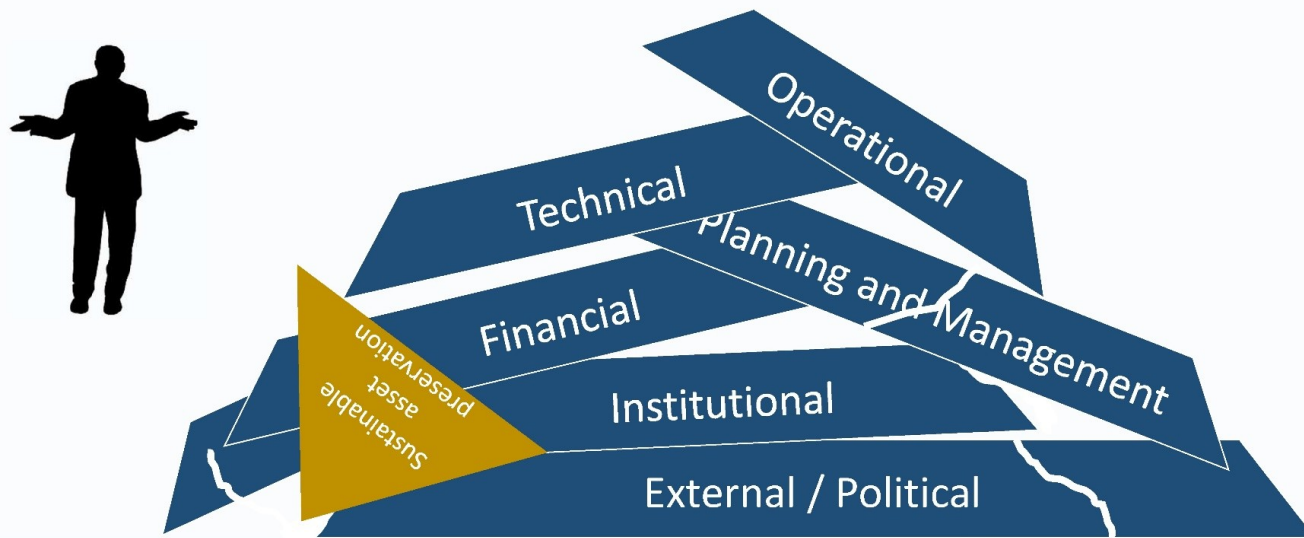 Operational
Technical
Planning and Management
Financial
Sustainable
asset
preservation
Institutional
External / Political